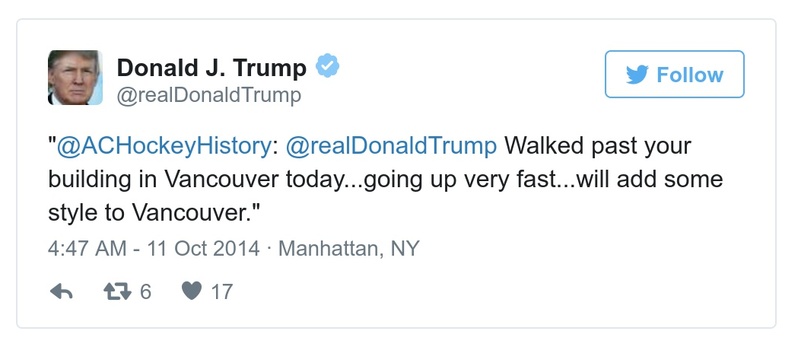 Donald J. Trump
@realDonaldTrump
Follow
"@ACHockeyHistory: @realDonaldTrump Walked past your
building in Vancouver today...going up very fast...will add some
style to Vancouver."
4:47 AM - 11 Oct 2014 · Manhattan, NY
6 17